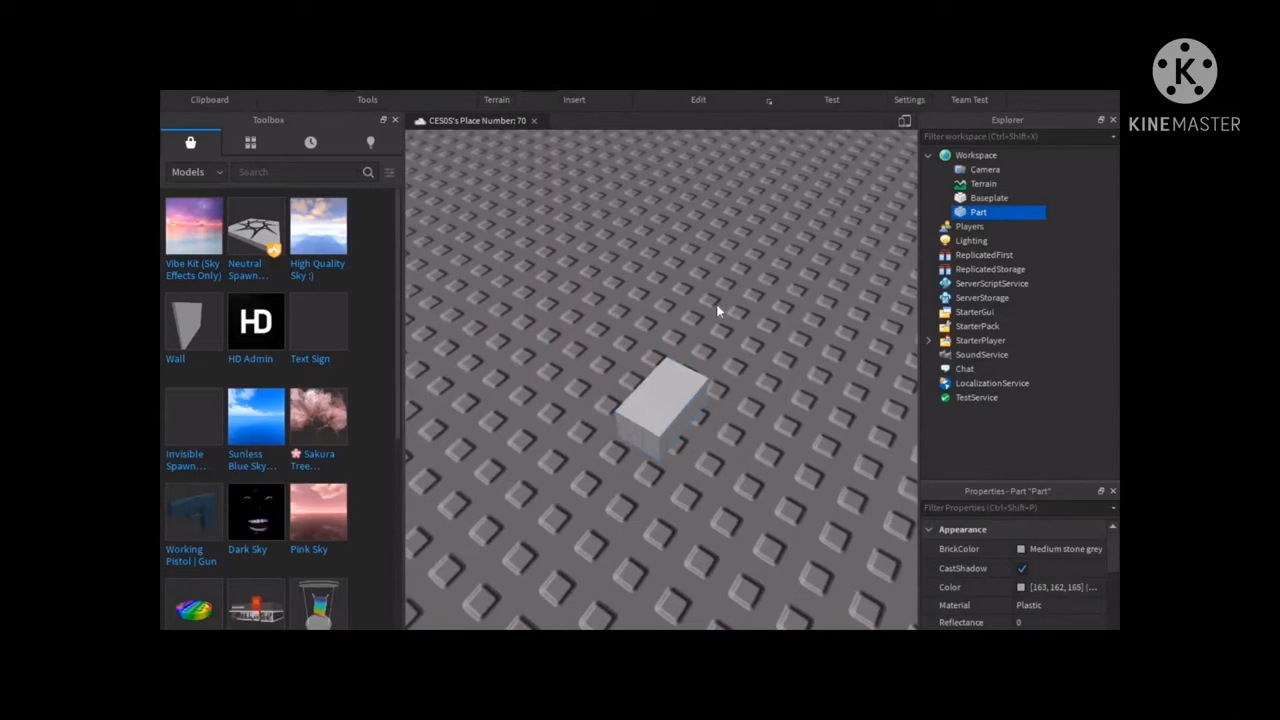 Clipboard Tools Terrain Insert Edit Test Settings Team Test
Toolbox
CES0S's Place Number: 70
Models
Search
Vibe Kit (Sky Effects Only)
Neutral Spawn...
High Quality Sky :)
Wall
HD
HD Admin
Text Sign
Invisible Spawn...
Sunless Blue Sky...
🌸 Sakura Tree...
Working Pistol | Gun
Dark Sky
Pink Sky
Explorer
Filter workspace (Ctrl+Shift+X)
Workspace
Camera
Terrain
Baseplate
Part
Players
Lighting
ReplicatedFirst
ReplicatedStorage
ServerScriptService
ServerStorage
StarterGui
StarterPack
StarterPlayer
SoundService
Chat
LocalizationService
TestService
Properties - Part "Part"
Filter Properties (Ctrl+Shift+P)
Appearance
BrickColor Medium stone grey
CastShadow
Color [163, 162, 165] (...
Material Plastic
Reflectance 0
K
KINEMASTER